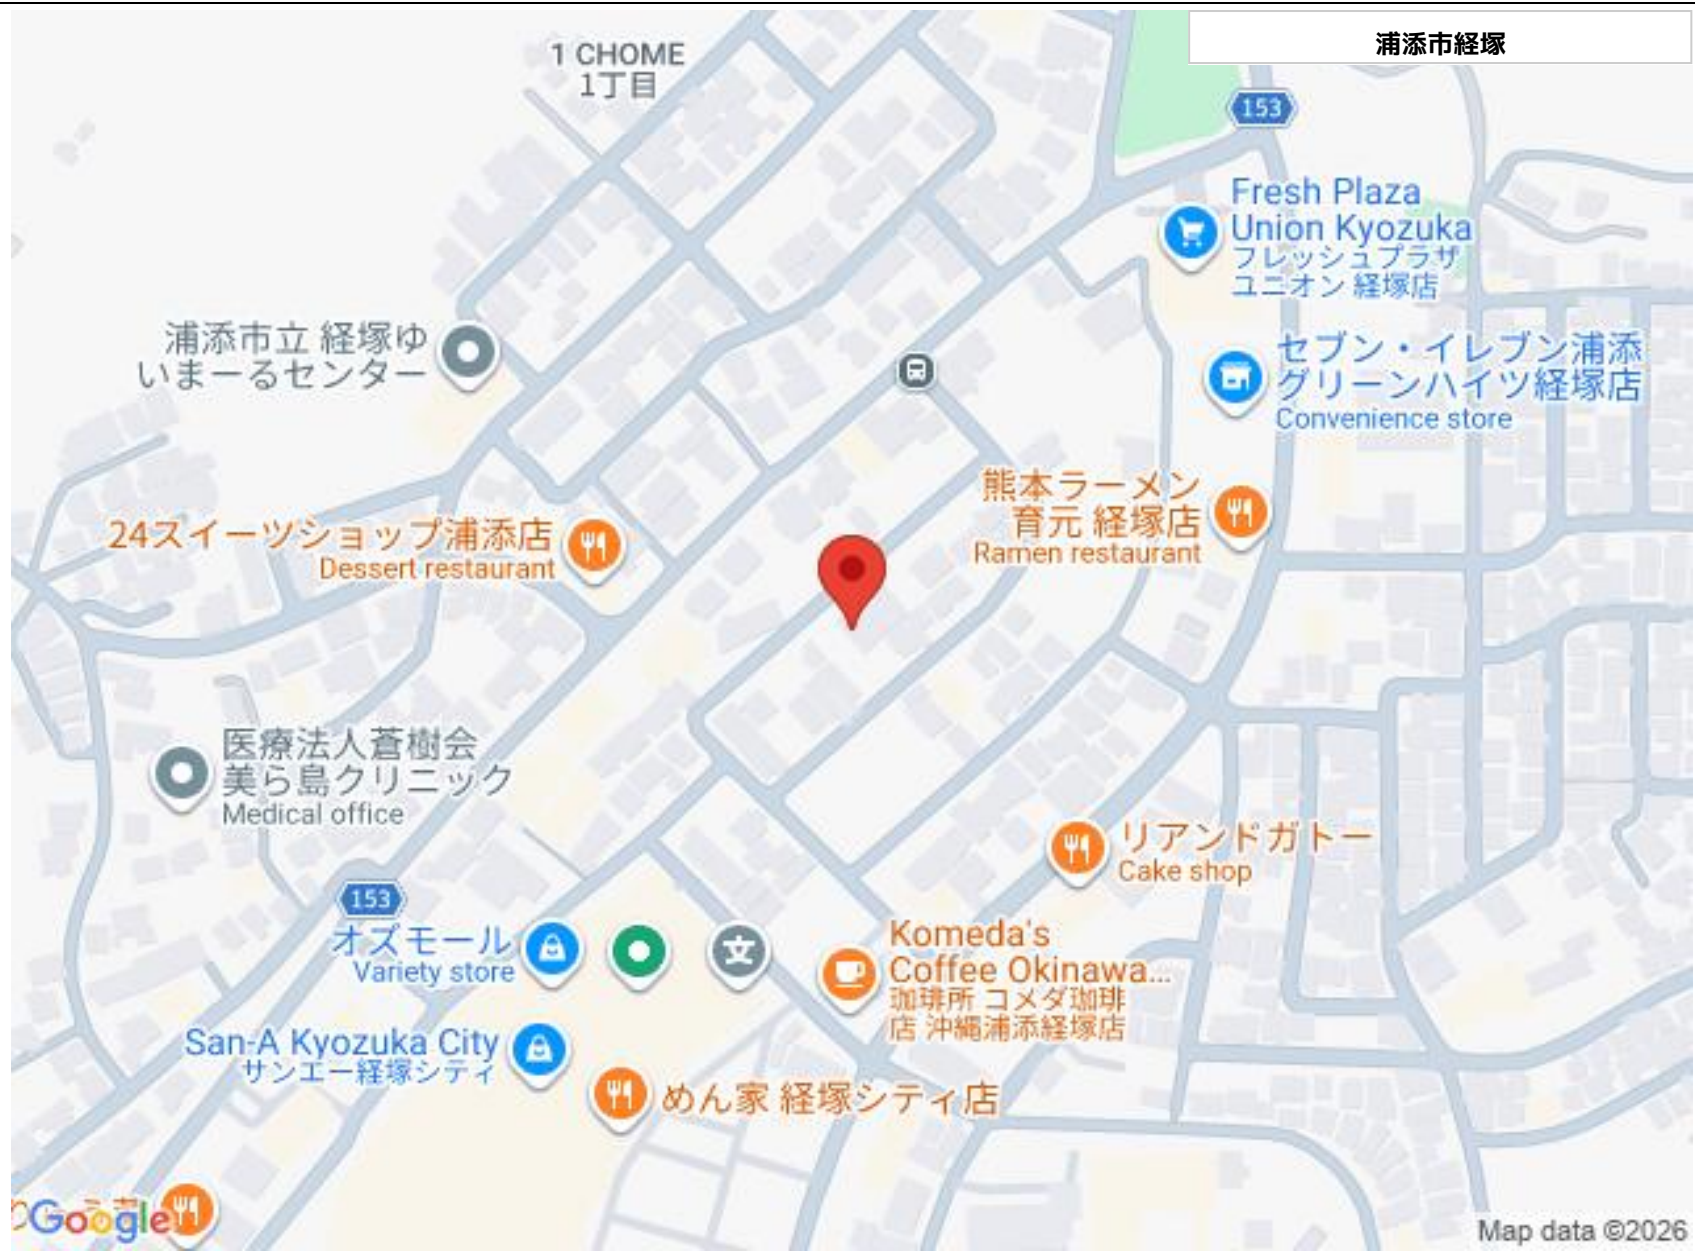 浦添市経塚
1 CHOME
1丁目
153
Fresh Plaza
Union Kyozuka
フレッシュプラザ
ユニオン 経塚店
浦添市立 経塚ゆ
いまーるセンター
セブン・イレブン浦添
グリーンハイツ経塚店
Convenience store
熊本ラーメン
育元 経塚店
Ramen restaurant
24スイーツショップ浦添店
Dessert restaurant
医療法人蒼樹会
美ら島クリニック
Medical office
リアンドガトー
Cake shop
153
オズモール
Variety store
文
Komeda's
Coffee Okinawa...
珈琲所 コメダ珈琲
店 沖縄浦添経塚店
San-A Kyozuka City
サンエー経塚シティ
めん家 経塚シティ店
Google
Map data ©2026